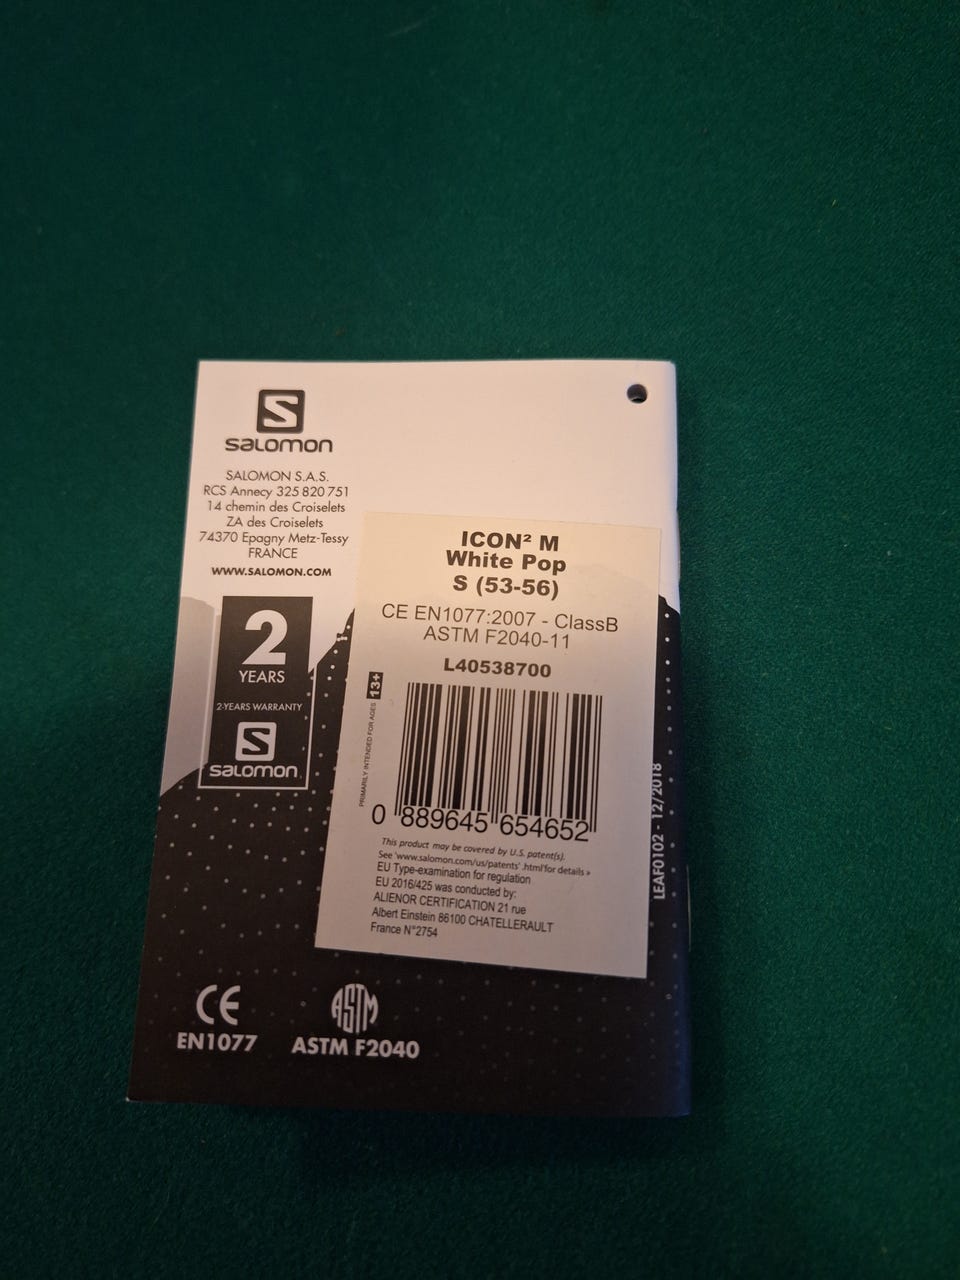 S
SALOMON
SALOMON S.A.S.
RCS Annecy 325 820 751
14 chemin des Croiselets
ZA des Croiselets
74370 Epagny Metz-Tessy
FRANCE
WWW.SALOMON.COM
2
YEARS
2-YEARS WARRANTY
S
SALOMON
ICON² M
White Pop
S (53-56)
CE EN1077:2007 - ClassB
ASTM F2040-11
L40538700
PRIMARILY INTENDED FOR AGES 13+
0 889645 654652
This product may be covered by U.S. patent(s).
See 'www.salomon.com/us/patents' .html'for details »
EU Type-examination for regulation
EU 2016/425 was conducted by:
ALIENOR CERTIFICATION 21 rue
Albert Einstein 86100 CHATELLERAULT
France N°2754
LEAF0102 - 12/2018
CE
EN1077
ASTM
ASTM F2040